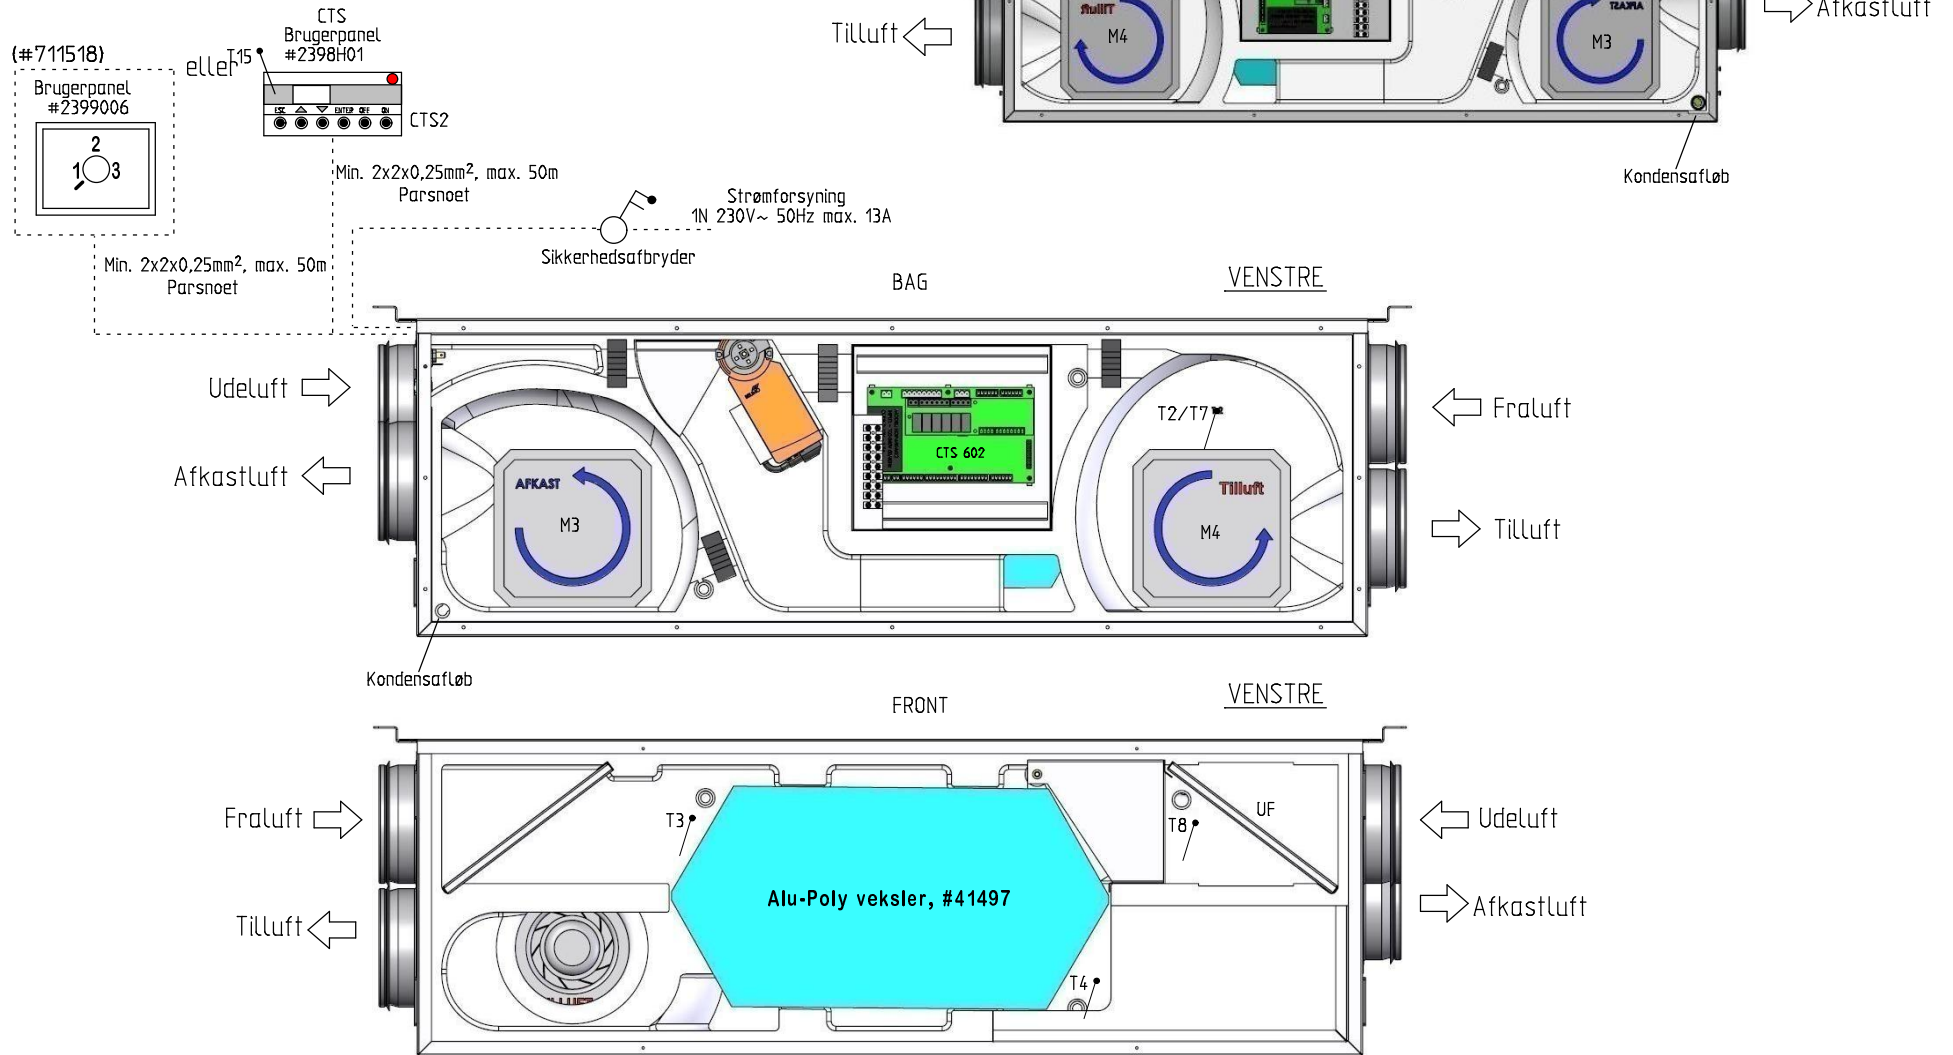 Tilluft
Tilluft
M4
AFKAST
M3
Afkastluft
Kondensafløb
CTS
Brugerpanel
#2398H01
T15
eller
(#711518)
Brugerpanel
#2399006
1 2 3
ESC ENTER OFF ON
CTS2
Min. 2x2x0,25mm², max. 50m
Parsnoet
Strømforsyning
1N 230V~ 50Hz max. 13A
Sikkerhedsafbryder
Min. 2x2x0,25mm², max. 50m
Parsnoet
BAG
VENSTRE
Udeluft
Afkastluft
AFKAST
M3
CTS 602
T2/T7
Tilluft
M4
Fraluft
Tilluft
Kondensafløb
FRONT
VENSTRE
Fraluft
Tilluft
T3
Alu-Poly veksler, #41497
T4
T8
UF
Udeluft
Afkastluft